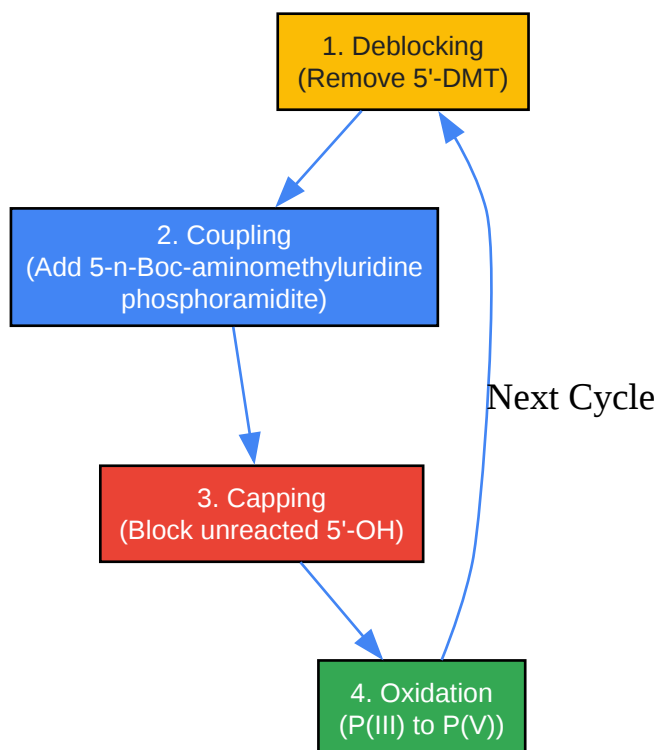 1. Deblocking
(Remove 5'-DMT)
2. Coupling
(Add 5-n-Boc-aminomethyluridine
phosphoramidite)
Next Cycle
3. Capping
(Block unreacted 5'-OH)
4. Oxidation
(P(III) to P(V))